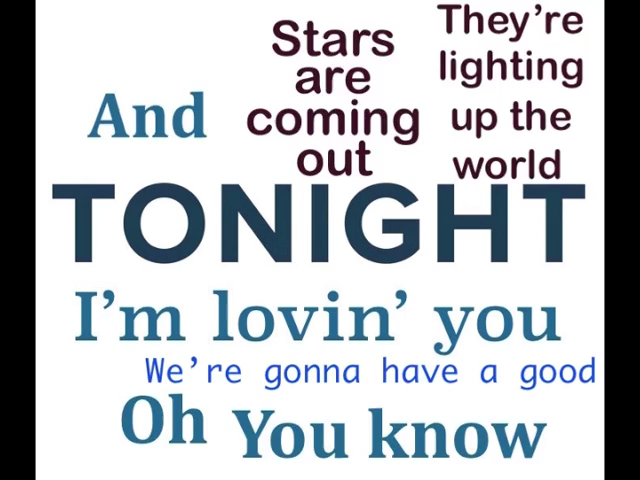 And
Stars
are
coming
out
They’re
lighting
up the
world
TONIGHT
I’m lovin’ you
We’re gonna have a good
Oh You know